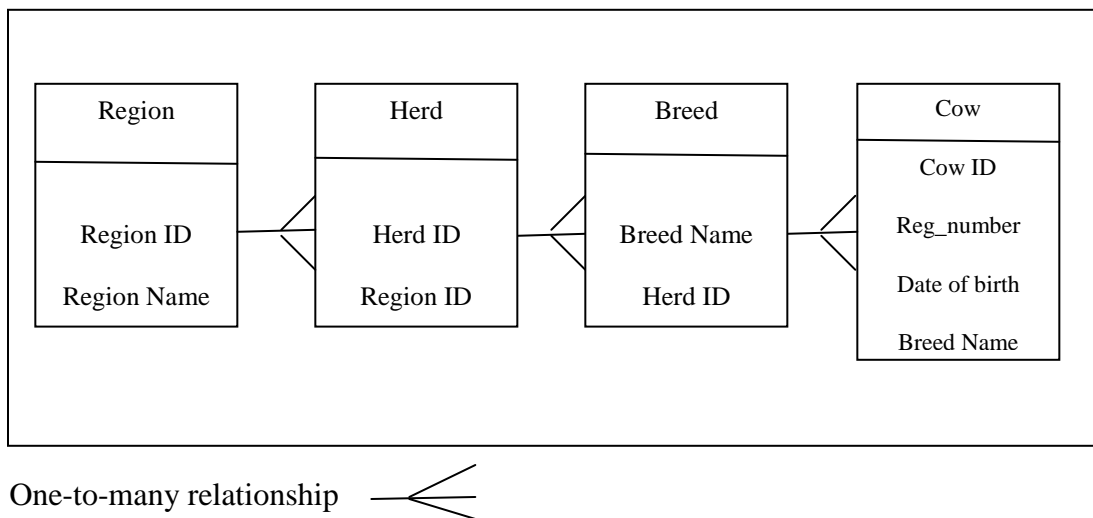 Region
Region ID
Region Name
Herd
Herd ID
Region ID
Breed
Breed Name
Herd ID
Cow
Cow ID
Reg_number
Date of birth
Breed Name
One-to-many relationship